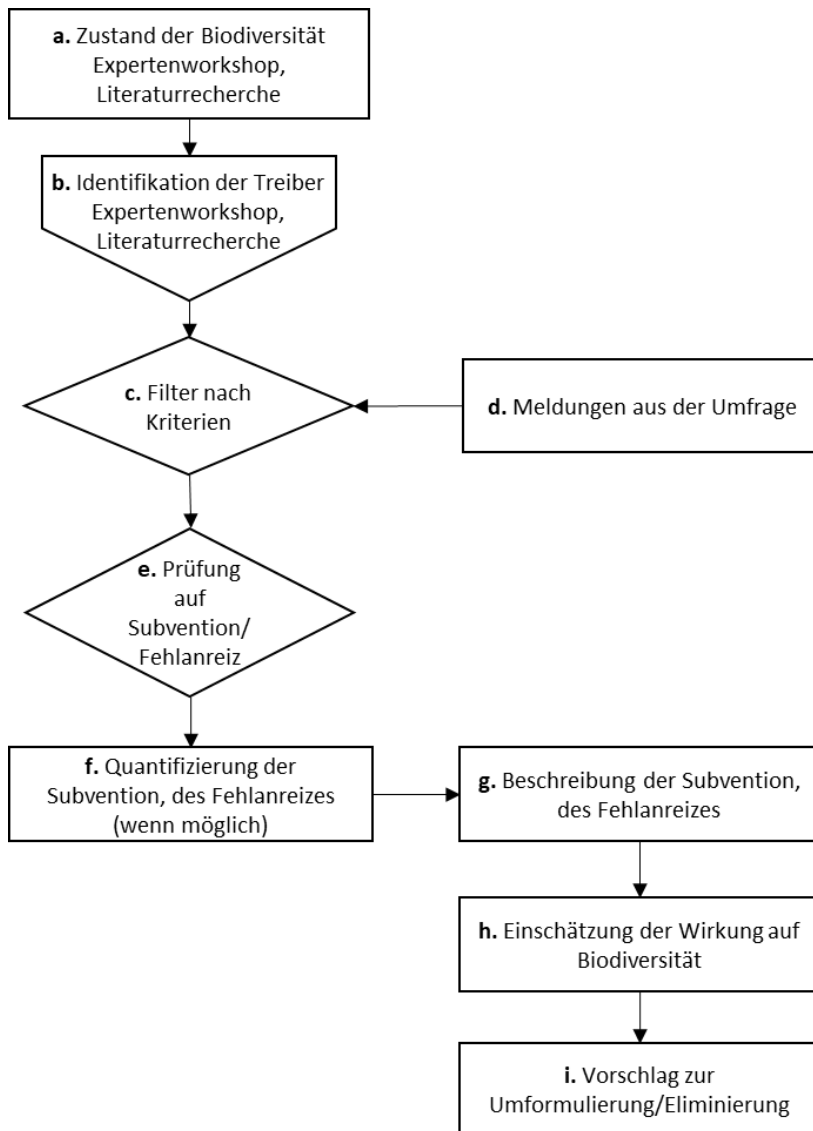 a. Zustand der Biodiversität
Expertenworkshop,
Literaturrecherche
b. Identifikation der Treiber
Expertenworkshop,
Literaturrecherche
c. Filter nach
Kriterien
d. Meldungen aus der Umfrage
e. Prüfung
auf
Subvention/
Fehlanreiz
f. Quantifizierung der
Subvention, des Fehlanreizes
(wenn möglich)
g. Beschreibung der Subvention,
des Fehlanreizes
h. Einschätzung der Wirkung auf
Biodiversität
i. Vorschlag zur
Umformulierung/Eliminierung